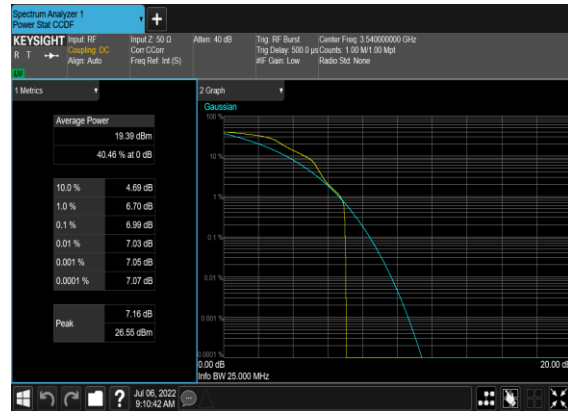 Spectrum Analyzer 1
Power Stat CCDF
KEYSIGHT
R T
LXI
Input: RF
Coupling: DC
Align: Auto
Input Z: 50 Ω
Corr CCorr
Freq Ref: Int (S)
Atten: 40 dB
Trig: RF Burst
Trig Delay: 500.0 µs
#IF Gain: Low
Center Freq: 3.540000000 GHz
Counts: 1.00 M/1.00 Mpt
Radio Std: None
1 Metrics
Average Power
19.39 dBm
40.46 % at 0 dB
10.0 % 4.69 dB
1.0 % 6.70 dB
0.1 % 6.99 dB
0.01 % 7.03 dB
0.001 % 7.05 dB
0.0001 % 7.07 dB
Peak
7.16 dB
26.55 dBm
2 Graph
Gaussian
100 %
10 %
1 %
0.1 %
0.01 %
0.001 %
0.0001 %
0.00 dB
20.00 dB
Info BW 25.000 MHz
?
Jul 06, 2022
9:10:42 AM